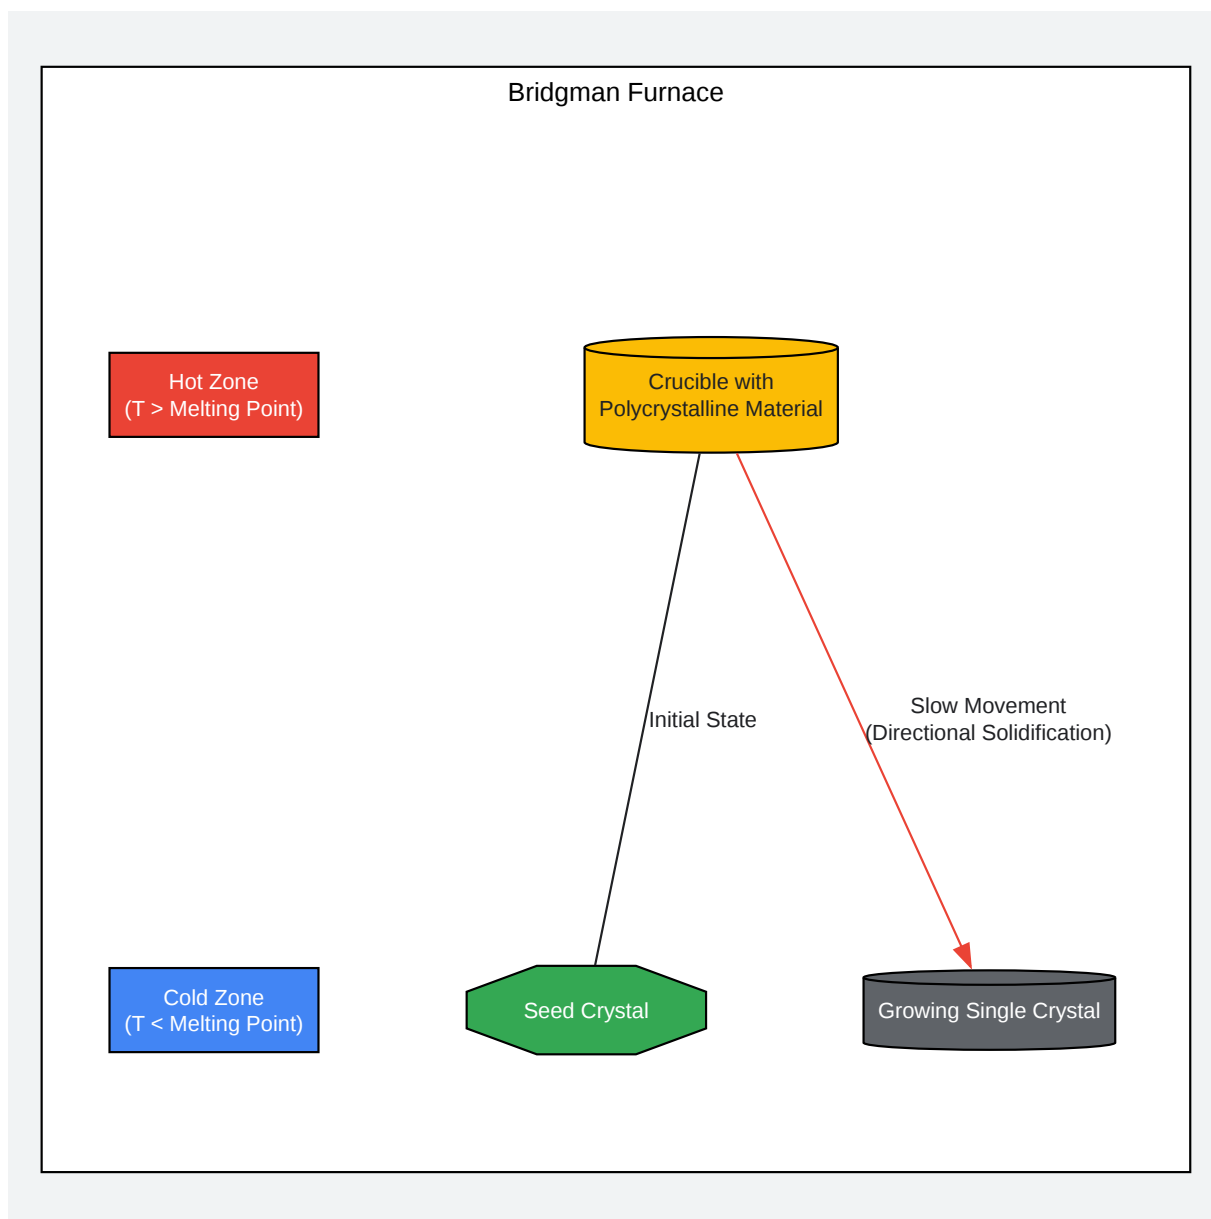 Bridgman Furnace
Hot Zone
(T > Melting Point)
Crucible with
Polycrystalline Material
Initial State
Slow Movement
(Directional Solidification)
Cold Zone
(T < Melting Point)
Seed Crystal
Growing Single Crystal